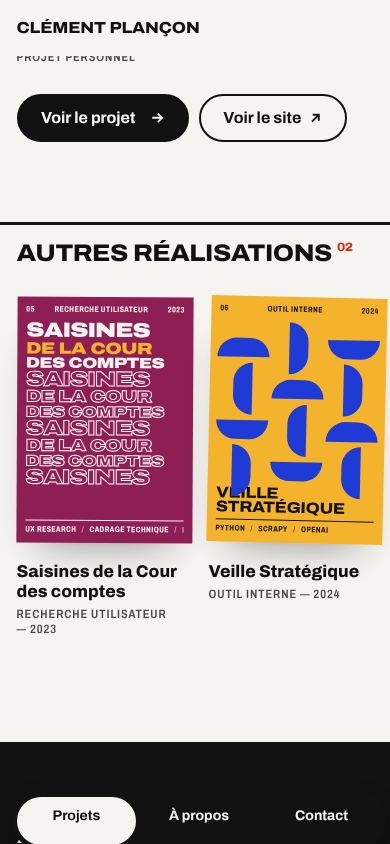 CLÉMENT PLANÇON
PROJET PERSONNEL
Voir le projet →
Voir le site ↗
AUTRES RÉALISATIONS 02
05 RECHERCHE UTILISATEUR 2023
SAISINES
DE LA COUR
DES COMPTES
SAISINES
DE LA COUR
DES COMPTES
SAISINES
DE LA COUR
DES COMPTES
SAISINES
UX RESEARCH / CADRAGE TECHNIQUE /
06 OUTIL INTERNE 2024
VEILLE
STRATÉGIQUE
PYTHON / SCRAPY / OPENAI
Saisines de la Cour
des comptes
RECHERCHE UTILISATEUR
— 2023
Veille Stratégique
OUTIL INTERNE — 2024
Projets
À propos
Contact